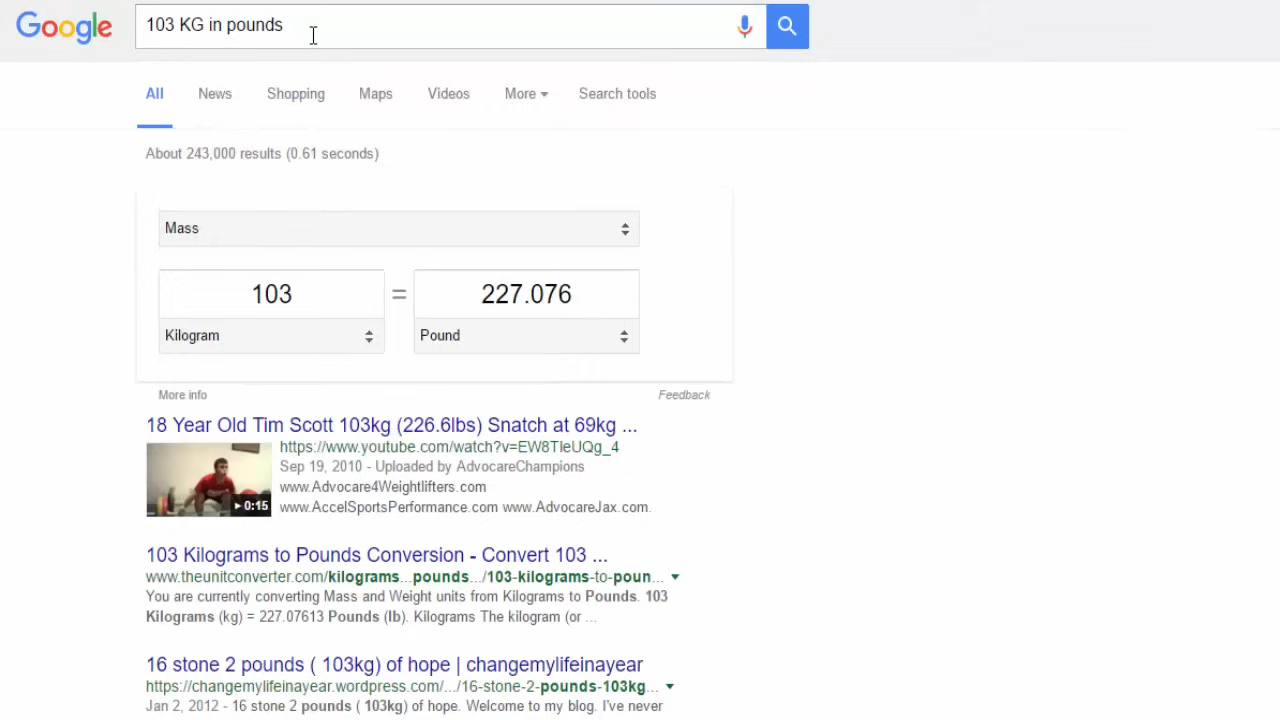 Google
103 KG in pounds
All News Shopping Maps Videos More Search tools
About 243,000 results (0.61 seconds)
Mass
103 = 227.076
Kilogram Pound
More info Feedback
18 Year Old Tim Scott 103kg (226.6lbs) Snatch at 69kg ...
https://www.youtube.com/watch?v=EW8TIeUQg_4
Sep 19, 2010 - Uploaded by AdvocareChampions
www.Advocare4Weightlifters.com
0:15 www.AccelSportsPerformance.com www.AdvocareJax.com.
103 Kilograms to Pounds Conversion - Convert 103 ...
www.theunitconverter.com/kilograms...pounds.../103-kilograms-to-poun...
You are currently converting Mass and Weight units from Kilograms to Pounds. 103
Kilograms (kg) = 227.07613 Pounds (lb). Kilograms The kilogram (or ...
16 stone 2 pounds ( 103kg) of hope | changemylifeinayear
https://changemylifeinayear.wordpress.com/.../16-stone-2-pounds-103kg...
Jan 2, 2012 - 16 stone 2 pounds ( 103kg) of hope. Welcome to my blog. I've never